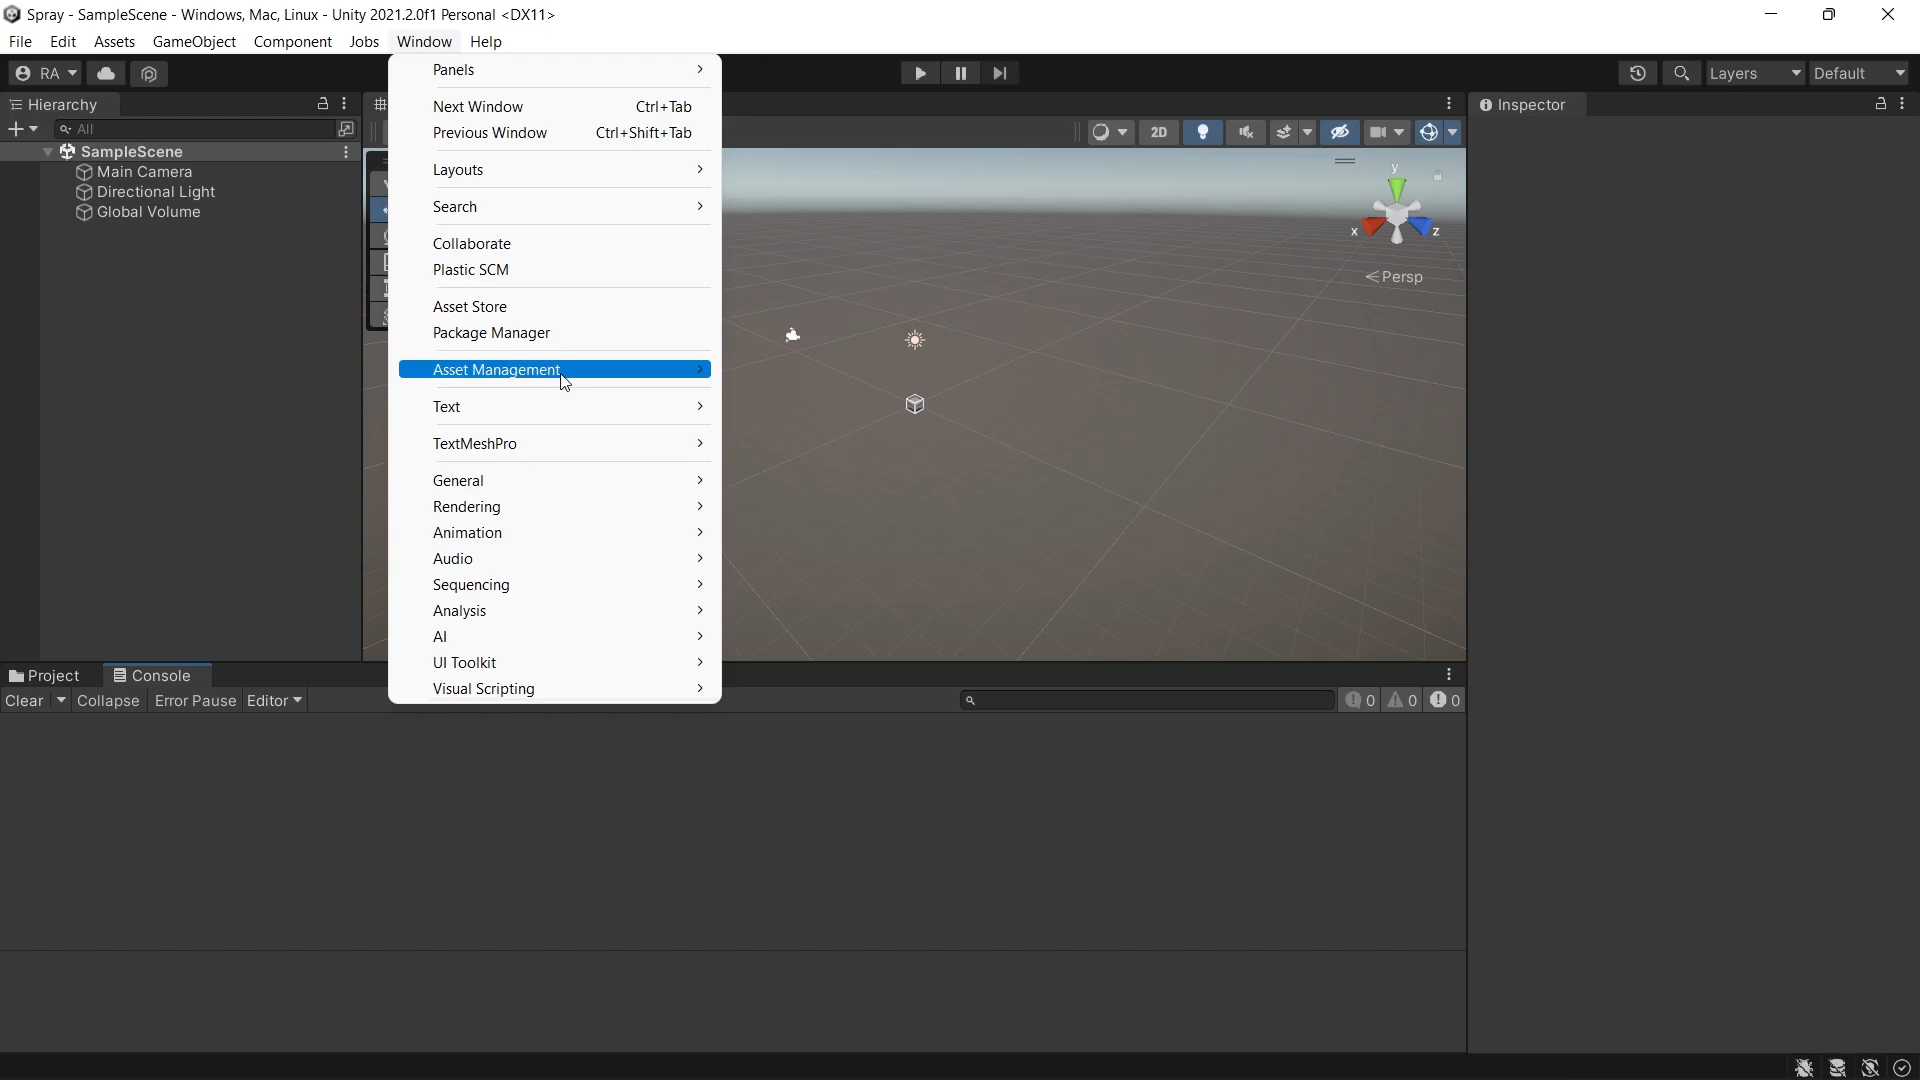 Spray - SampleScene - Windows, Mac, Linux - Unity 2021.2.0f1 Personal <DX11>
File Edit Assets GameObject Component Jobs Window Help
RA
Layers
Default
Hierarchy
All
SampleScene
Main Camera
Directional Light
Global Volume
Panels
Next Window Ctrl+Tab
Previous Window Ctrl+Shift+Tab
Layouts
Search
Collaborate
Plastic SCM
Asset Store
Package Manager
Asset Management
Text
TextMeshPro
General
Rendering
Animation
Audio
Sequencing
Analysis
AI
UI Toolkit
Visual Scripting
2D
y
x
z
Persp
Inspector
Project Console
Clear Collapse Error Pause Editor
0 0 0